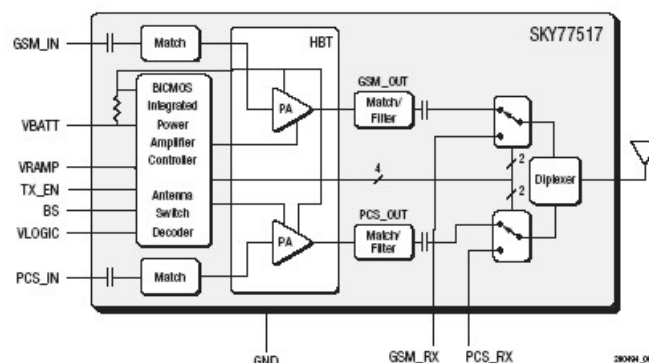 SKY77517
HBT
GSM_IN
Match
BiCMOS
Integrated
Power
Amplifier
Controller
Antenna
Switch
Decoder
VBATT
VRAMP
TX_EN
BS
VLOGIC
PA
GSM_OUT
Match/
Filter
4
2
2
Diplexer
PCS_OUT
Match/
Filter
PA
PCS_IN
Match
GND
GSM_RX
PCS_RX